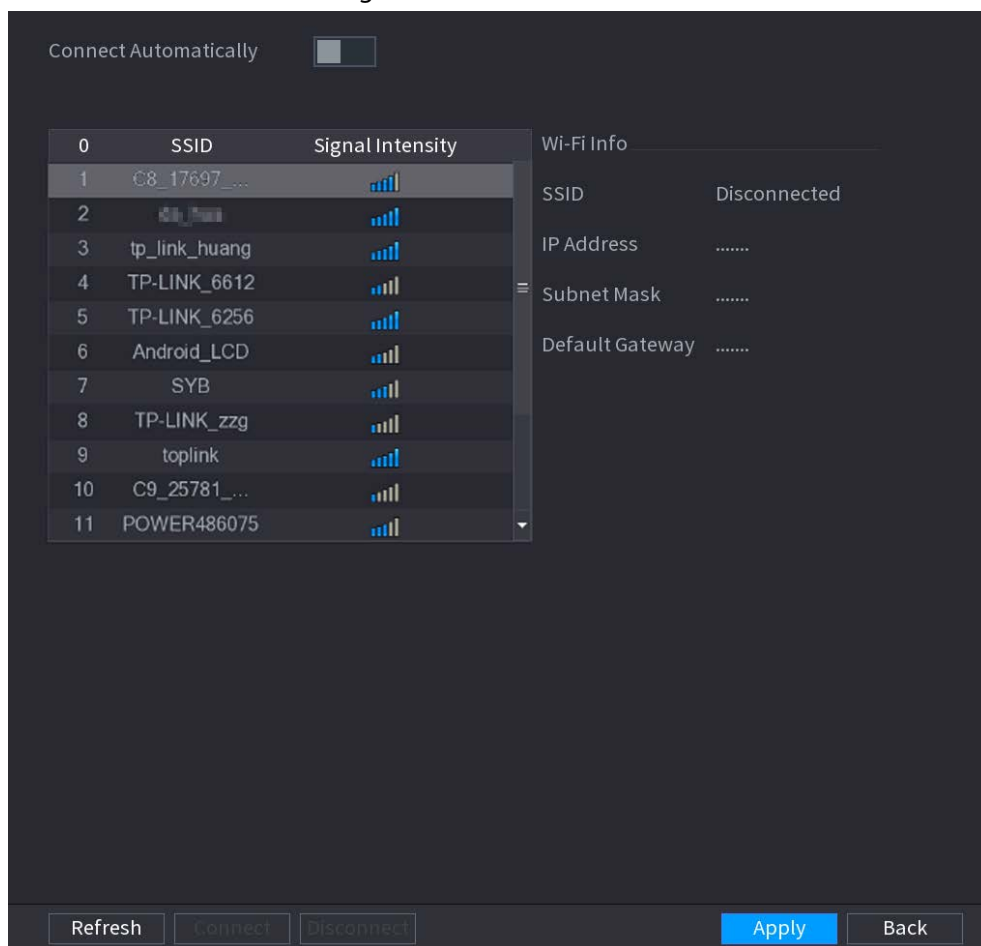 Connect Automatically
0 SSID Signal Intensity
1 C8_17697_...
2
3 tp_link_huang
4 TP-LINK_6612
5 TP-LINK_6256
6 Android_LCD
7 SYB
8 TP-LINK_zzg
9 toplink
10 C9_25781_...
11 POWER486075
Wi-Fi Info
SSID Disconnected
IP Address .......
Subnet Mask .......
Default Gateway .......
Refresh Connect Disconnect Apply Back